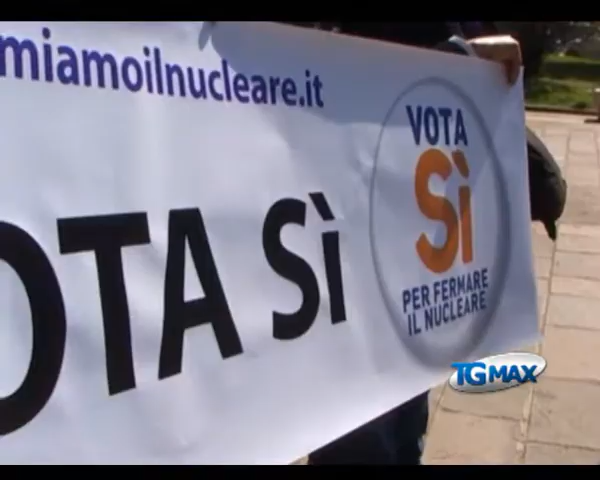 miamoilnucleare.it
OTA SÌ
VOTA
SÌ
PER FERMARE
IL NUCLEARE
TGMAX